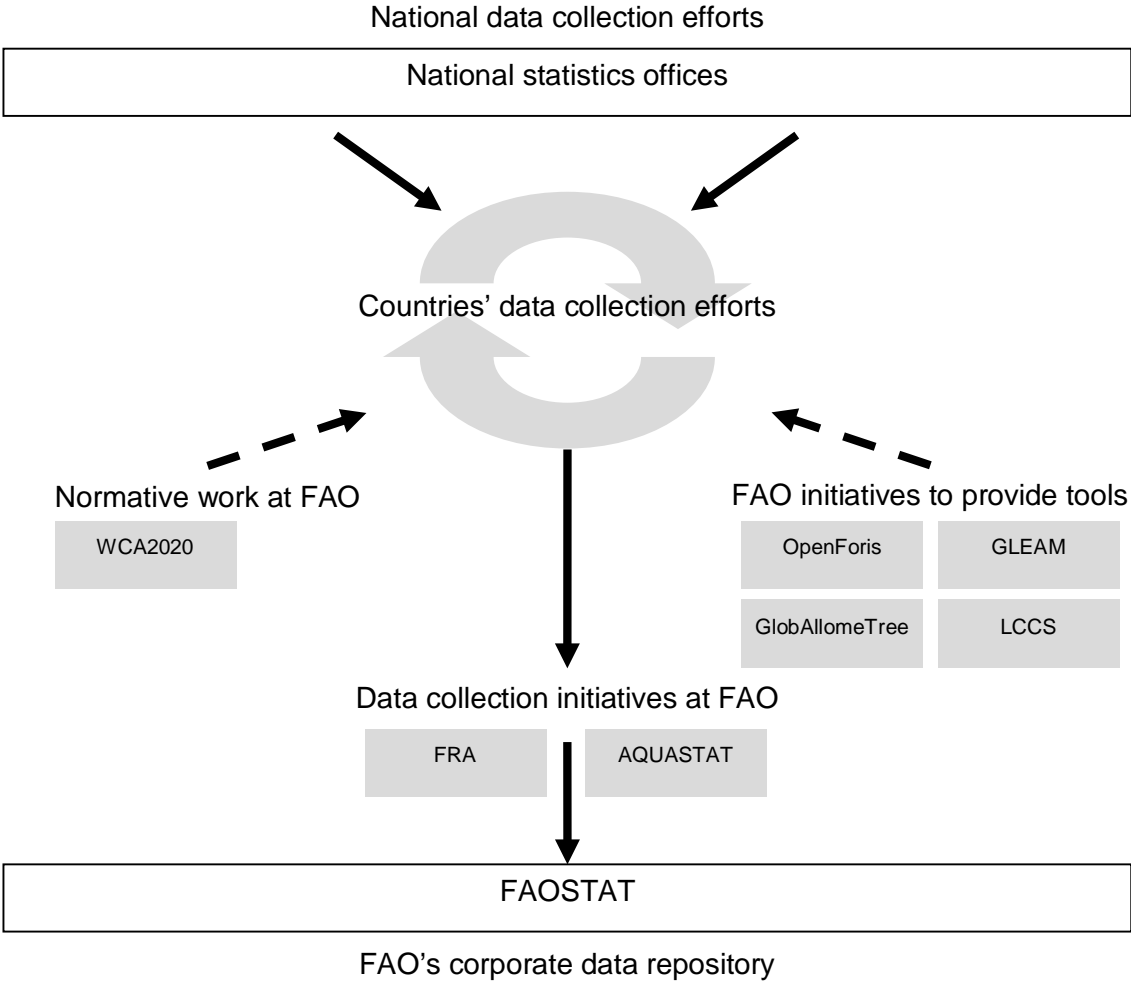 National data collection efforts
National statistics offices
Countries’ data collection efforts
Normative work at FAO
WCA2020
FAO initiatives to provide tools
OpenForis
GLEAM
GlobAllomeTree
LCCS
Data collection initiatives at FAO
FRA
AQUASTAT
FAOSTAT
FAO’s corporate data repository